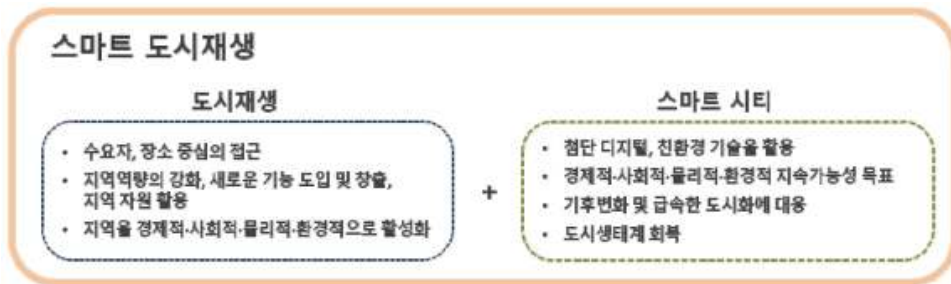 스마트 도시재생
도시재생
• 수요자, 장소 중심의 접근
• 지역역량의 강화, 새로운 기능 도입 및 창출,
지역 자원 활용
• 지역을 경제적·사회적·물리적·환경적으로 활성화
+
스마트 시티
• 첨단 디지털, 친환경 기술을 활용
• 경제적·사회적·물리적·환경적 지속가능성 목표
• 기후변화 및 급속한 도시화에 대응
• 도시생태계 회복